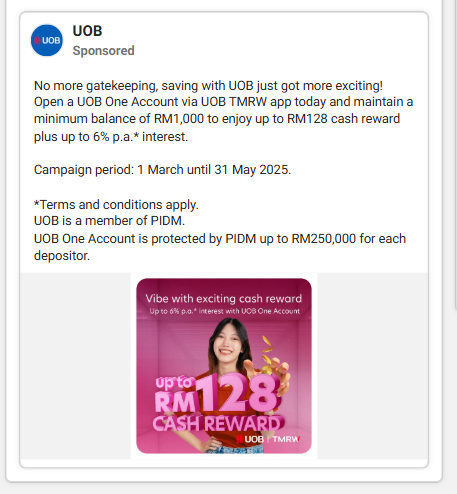 UOB
UOB
Sponsored
No more gatekeeping, saving with UOB just got more exciting!
Open a UOB One Account via UOB TMRW app today and maintain a
minimum balance of RM1,000 to enjoy up to RM128 cash reward
plus up to 6% p.a.* interest.
Campaign period: 1 March until 31 May 2025.
*Terms and conditions apply.
UOB is a member of PIDM.
UOB One Account is protected by PIDM up to RM250,000 for each
depositor.
Vibe with exciting cash reward
Up to 6% p.a.* interest with UOB One Account
up to
RM128
CASH REWARD
UOB | TMRW